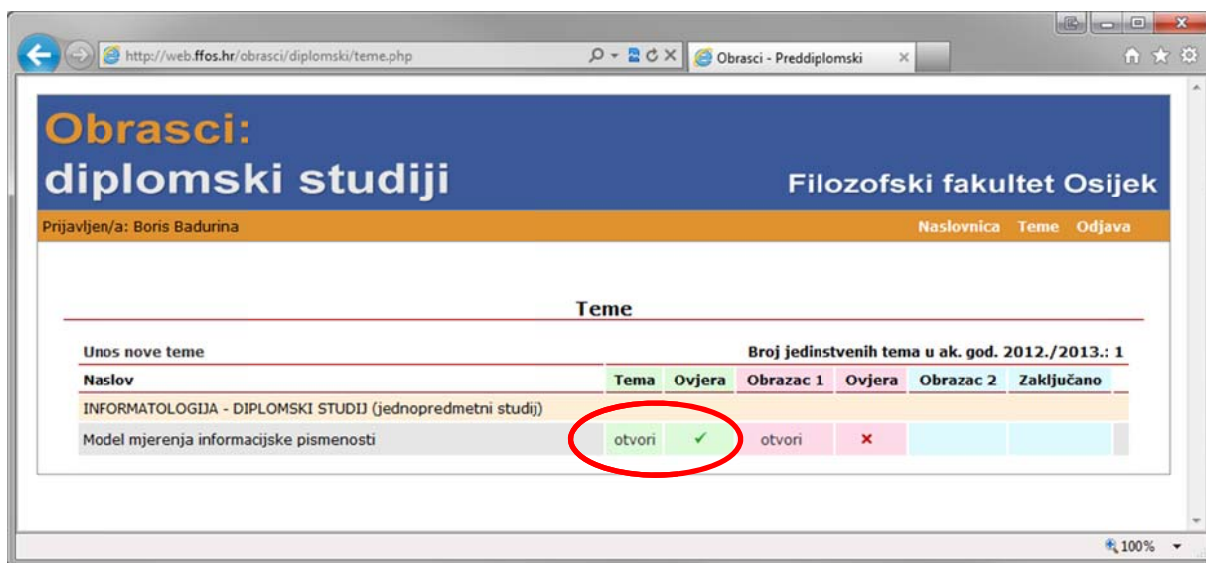 http://web.ffos.hr/obrasci/diplomski/teme.php
Obrasci - Preddiplomski
Obrasci:
diplomski studiji
Filozofski fakultet Osijek
Prijavljen/a: Boris Badurina
Naslovnica Teme Odjava
Teme
Unos nove teme Broj jedinstvenih tema u ak. god. 2012./2013.: 1
Naslov Tema Ovjera Obrazac 1 Ovjera Obrazac 2 Zaključano
INFORMATOLOGIJA - DIPLOMSKI STUDIJ (jednopredmetni studij)
Model mjerenja informacijske pismenosti otvori ✓ otvori ✗
100%